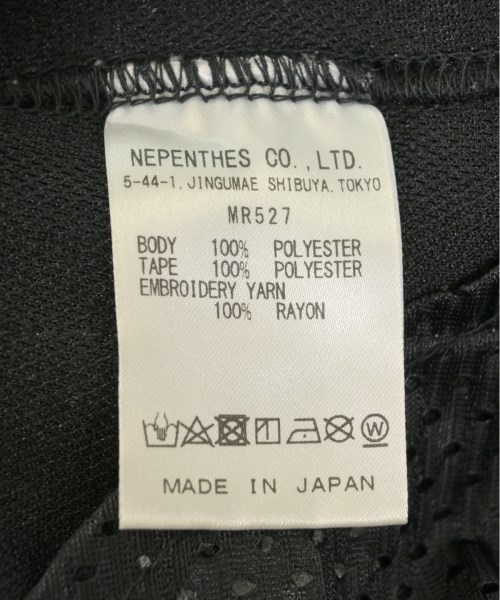 NEPENTHES CO.,LTD.
5-44-1, JINGUMAE SHIBUYA, TOKYO
MR527
BODY 100% POLYESTER
TAPE 100% POLYESTER
EMBROIDERY YARN
100% RAYON
W
MADE IN JAPAN